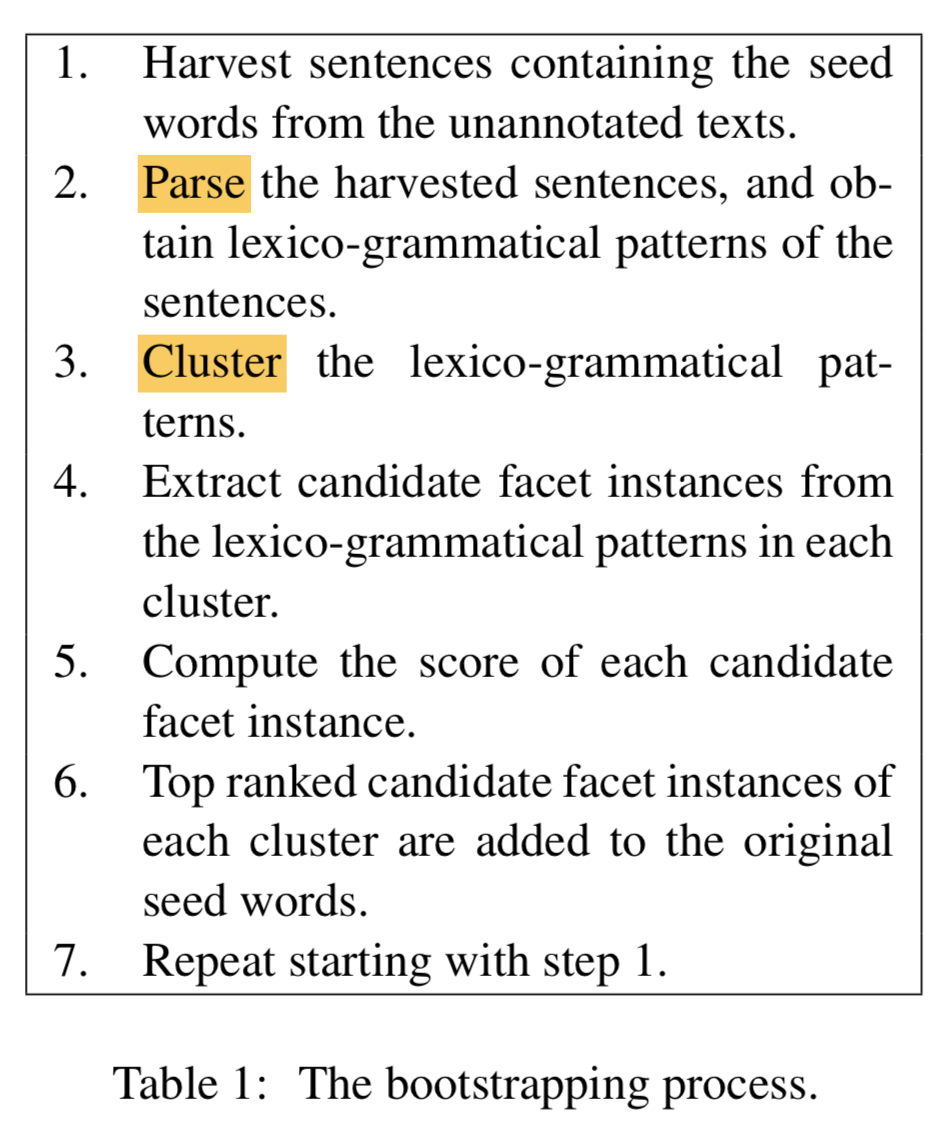 1. Harvest sentences containing the seed
words from the unannotated texts.
2. Parse the harvested sentences, and ob-
tain lexico-grammatical patterns of the
sentences.
3. Cluster the lexico-grammatical pat-
terns.
4. Extract candidate facet instances from
the lexico-grammatical patterns in each
cluster.
5. Compute the score of each candidate
facet instance.
6. Top ranked candidate facet instances of
each cluster are added to the original
seed words.
7. Repeat starting with step 1.
Table 1: The bootstrapping process.